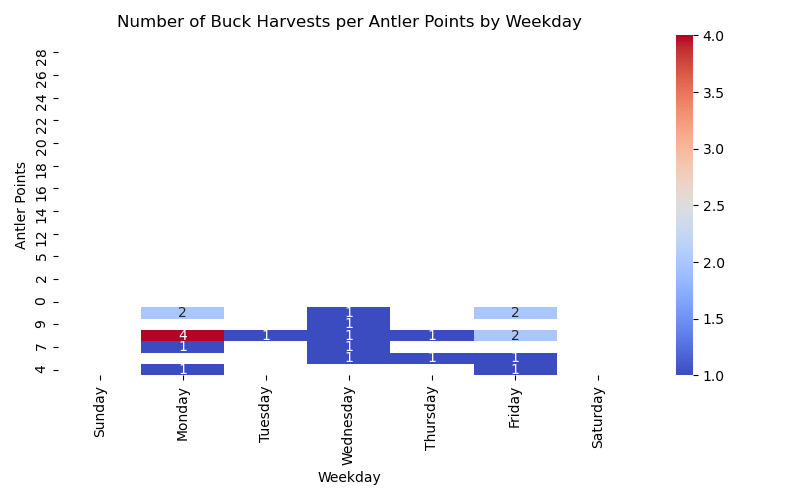 Number of Buck Harvests per Antler Points by Weekday
Antler Points
28
26
24
22
20
18
16
14
12
5
2
0
9
7
4
2 1 2
1
4 1 1 1 2
1 1
1 1 1
1 1
Sunday
Monday
Tuesday
Wednesday
Thursday
Friday
Saturday
Weekday
4.0
3.5
3.0
2.5
2.0
1.5
1.0